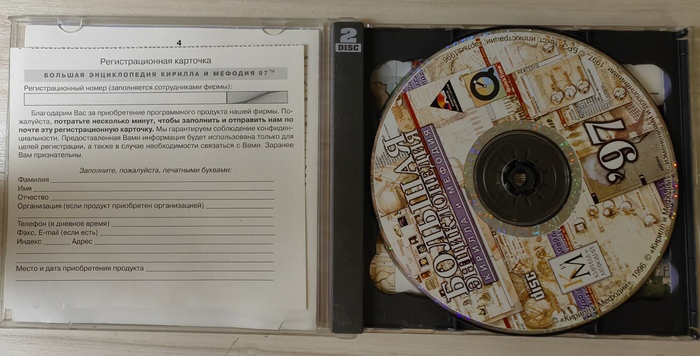 4
Регистрационная карточка
БОЛЬШАЯ ЭНЦИКЛОПЕДИЯ КИРИЛЛА И МЕФОДИЯ 97™
Регистрационный номер (заполняется сотрудниками фирмы):
Благодарим Вас за приобретение программного продукта нашей фирмы. По-
жалуйста, потратьте несколько минут, чтобы заполнить и отправить нам по
почте эту регистрационную карточку. Мы гарантируем соблюдение конфиден-
циальности. Предоставленная Вами информация будет использована только для
целей регистрации, а также в случае необходимости связаться с Вами. Заранее
Вам признательны.
Заполните, пожалуйста, печатными буквами:
Фамилия
Имя
Отчество
Организация (если продукт приобретен организацией)
Телефон (в дневное время)
Факс, E-mail (если есть)
Индекс Адрес
Место и дата приобретения продукта
2
DISC
БОЛЬШАЯ
ЭНЦИКЛОПЕДИЯ
КИРИЛЛА И МЕФОДИЯ
97
disc
© «Кирилл и Мефодий», 1996